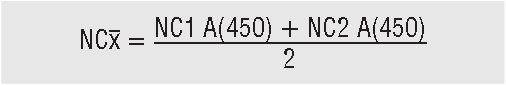 NCx̅ = NC1 A(450) + NC2 A(450)
2